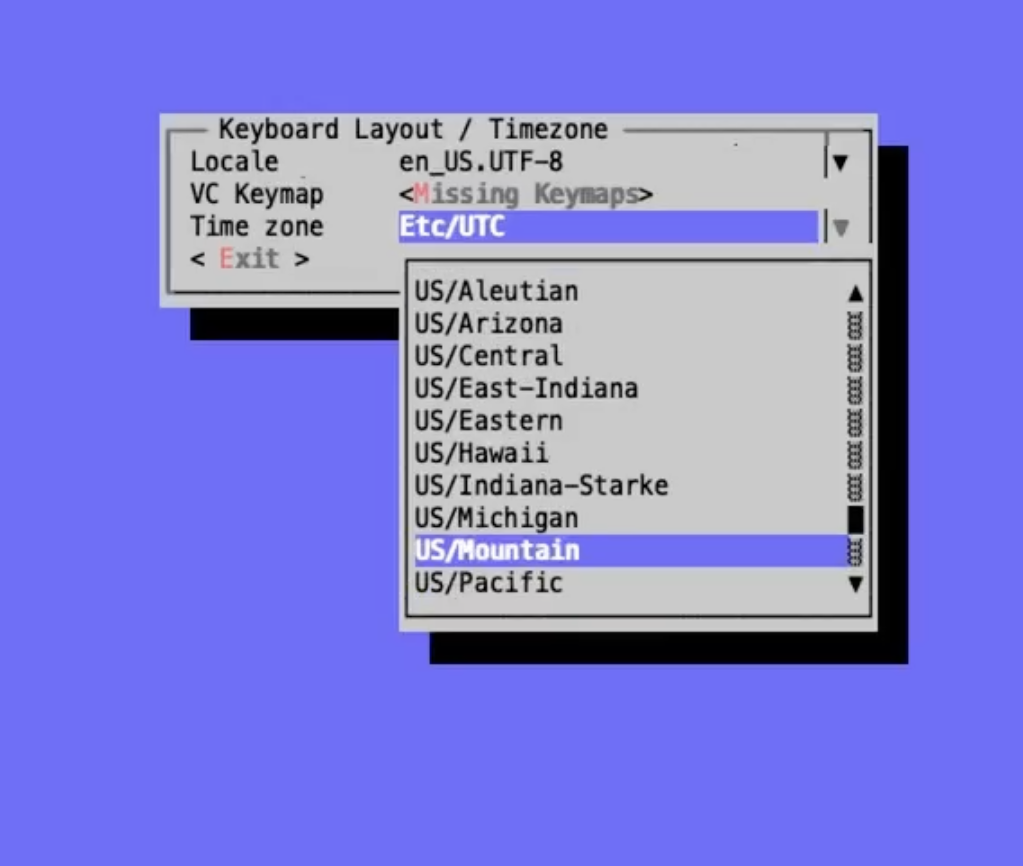 Keyboard Layout / Timezone
Locale en_US.UTF-8
VC Keymap <Missing Keymaps>
Time zone Etc/UTC
< Exit >
US/Aleutian
US/Arizona
US/Central
US/East-Indiana
US/Eastern
US/Hawaii
US/Indiana-Starke
US/Michigan
US/Mountain
US/Pacific